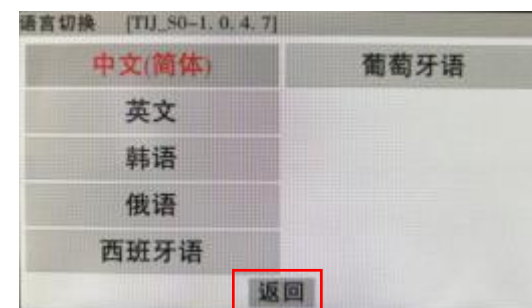 语言切换 [TIJ_S0-1.0.4.7]
中文(简体)
葡萄牙语
英文
韩语
俄语
西班牙语
返回